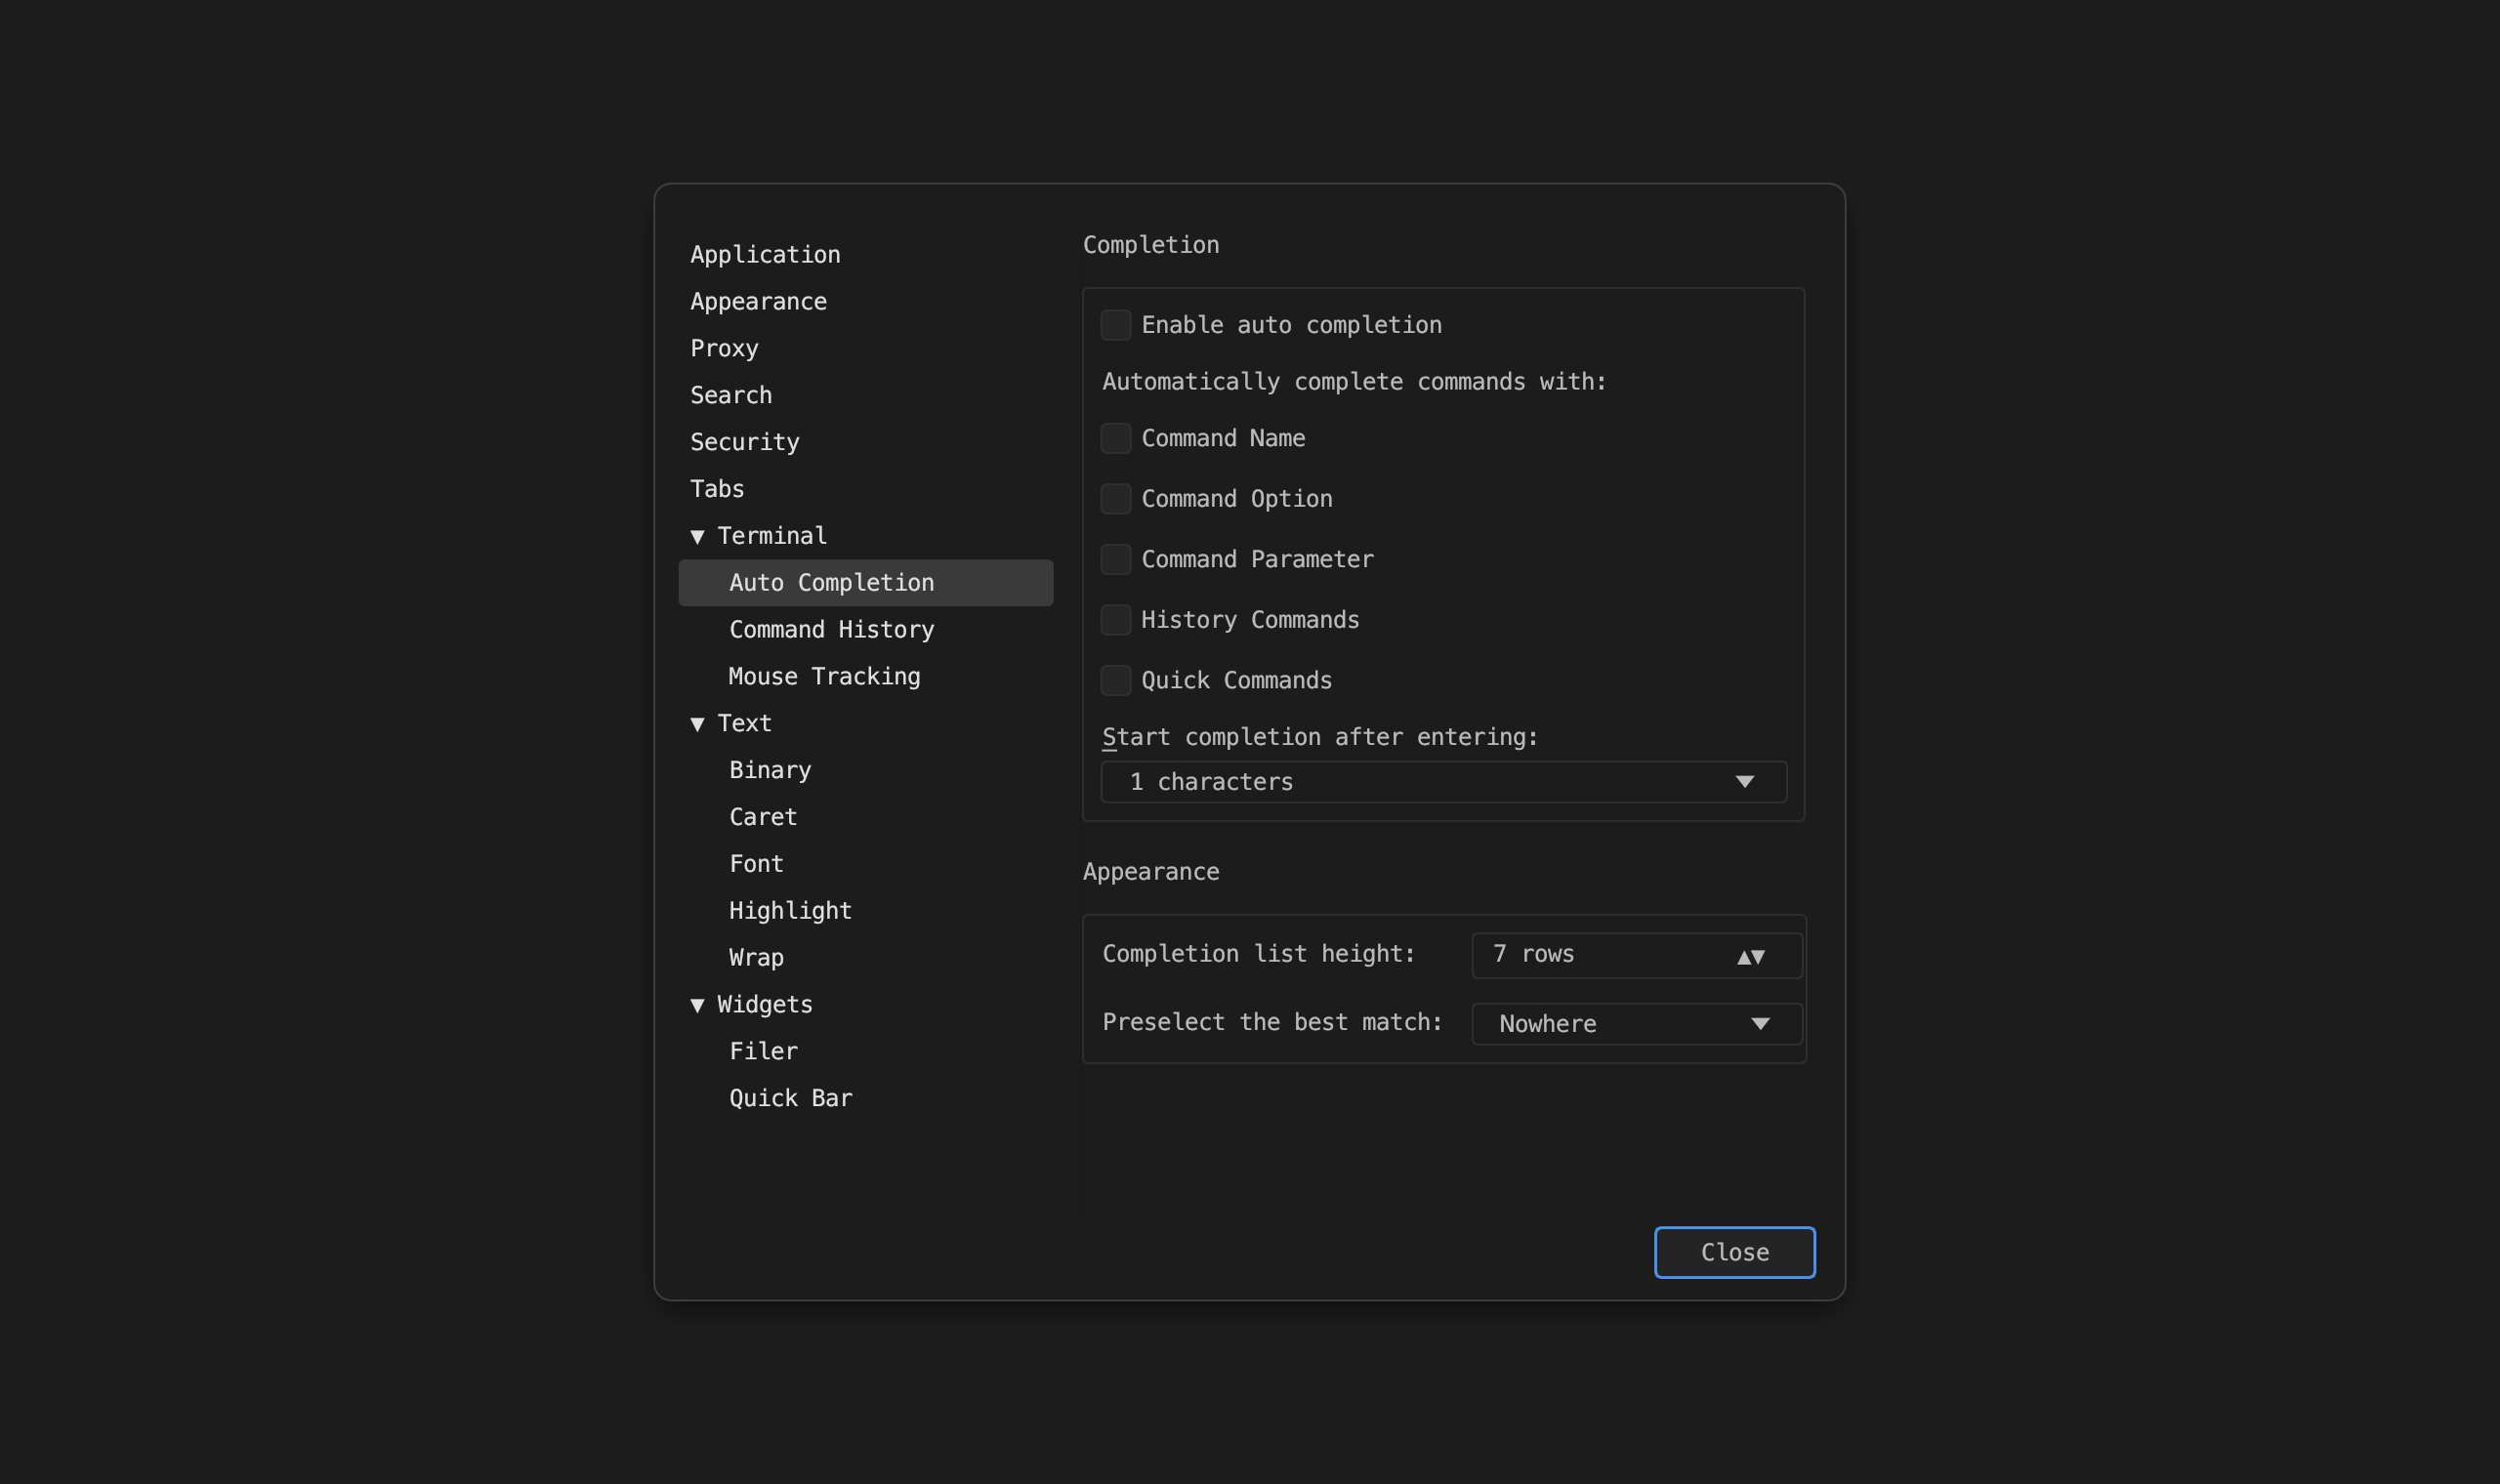 Application
Appearance
Proxy
Search
Security
Tabs
▼ Terminal
Auto Completion
Command History
Mouse Tracking
▼ Text
Binary
Caret
Font
Highlight
Wrap
▼ Widgets
Filer
Quick Bar
Completion
Enable auto completion
Automatically complete commands with:
Command Name
Command Option
Command Parameter
History Commands
Quick Commands
Start completion after entering:
1 characters
Appearance
Completion list height: 7 rows
Preselect the best match: Nowhere
Close